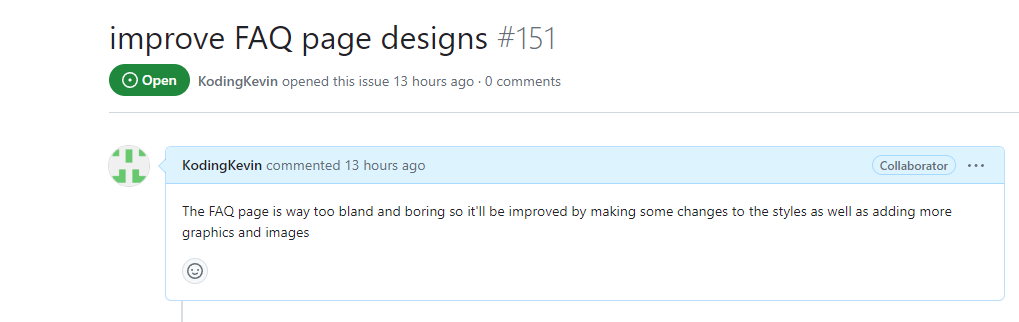 improve FAQ page designs #151
Open KodingKevin opened this issue 13 hours ago · 0 comments
KodingKevin commented 13 hours ago Collaborator ···
The FAQ page is way too bland and boring so it'll be improved by making some changes to the styles as well as adding more
graphics and images